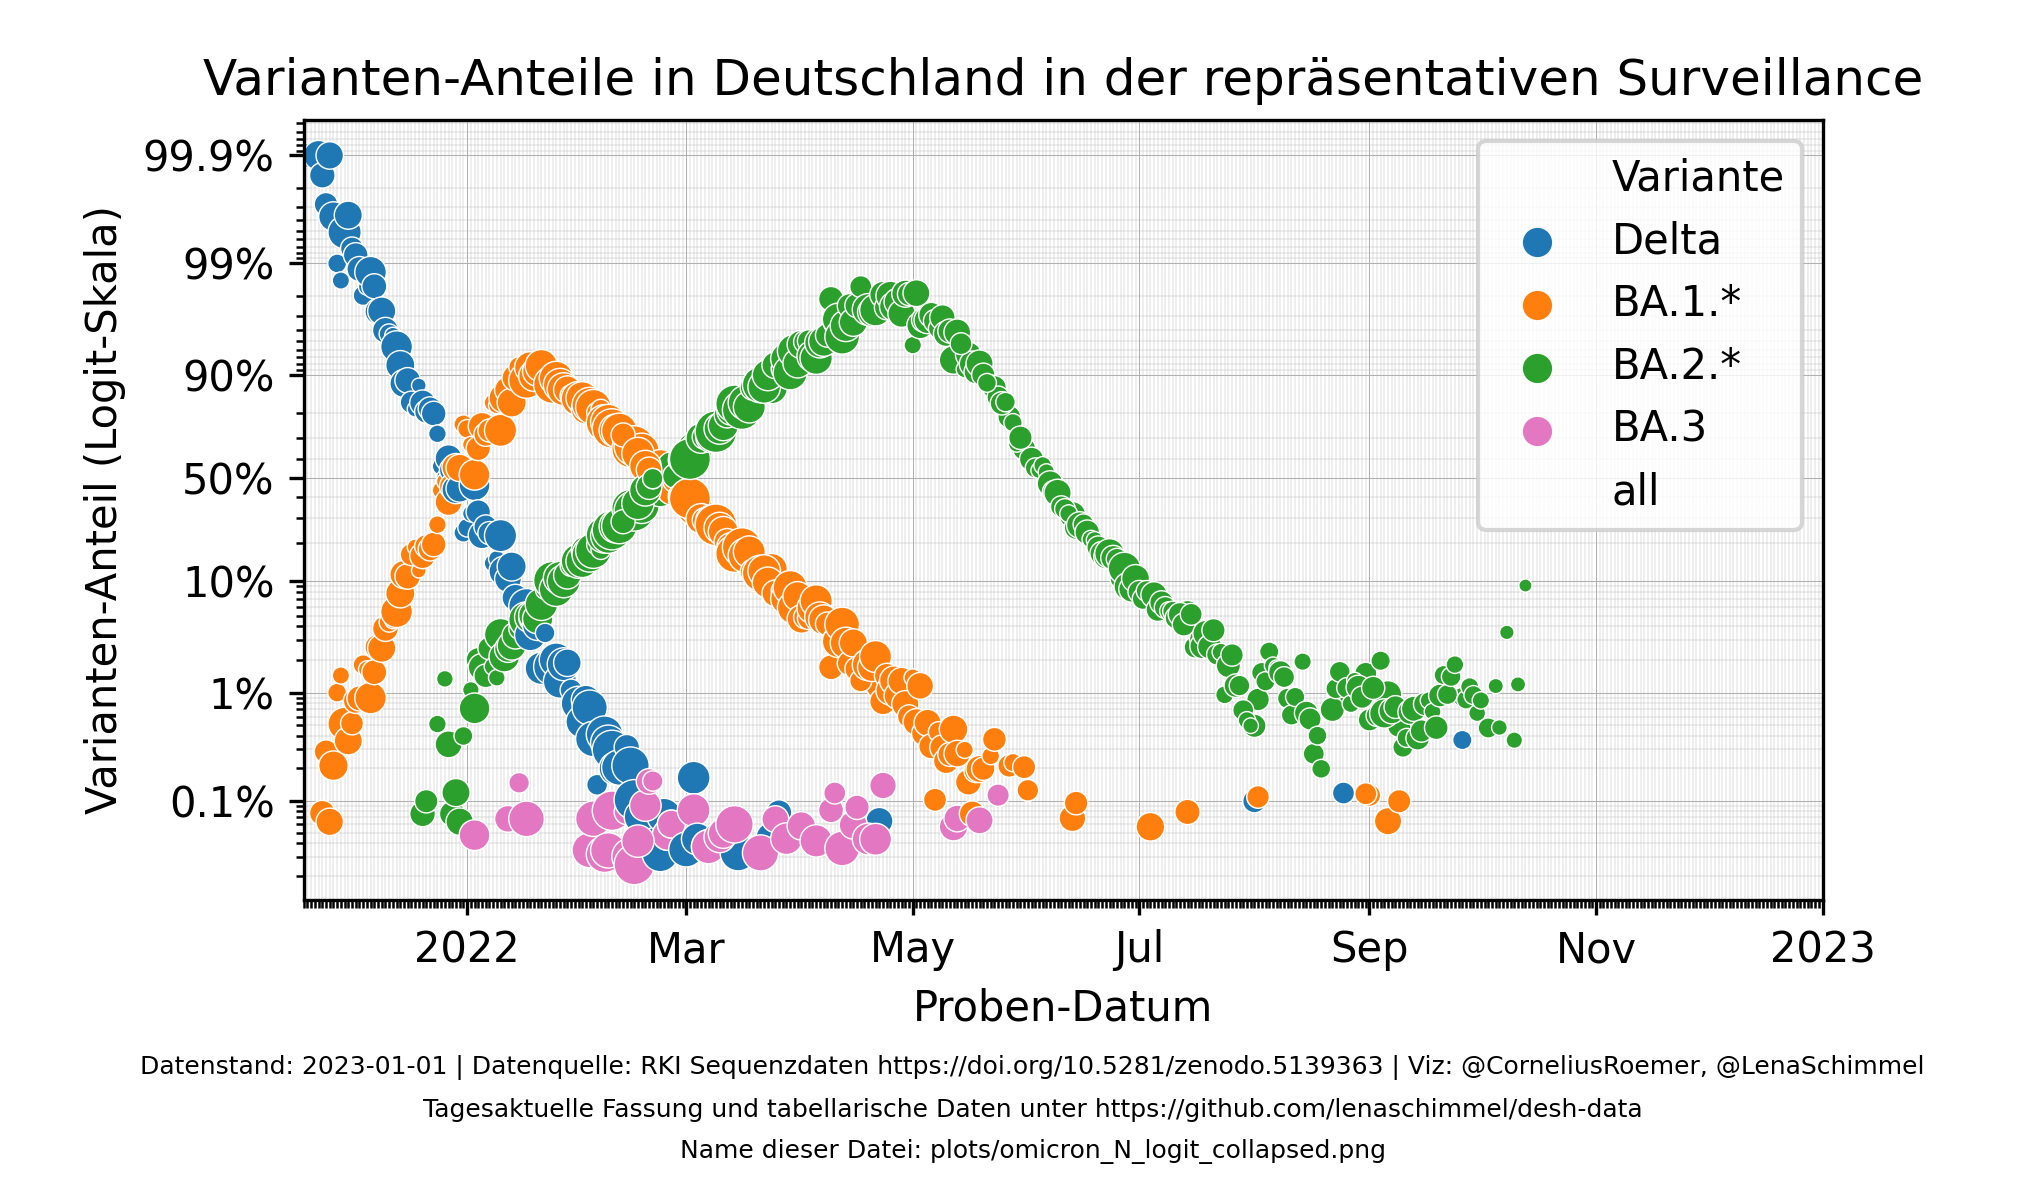 Varianten-Anteile in Deutschland in der repräsentativen Surveillance
Varianten-Anteil (Logit-Skala)
99.9%
99%
90%
50%
10%
1%
0.1%
Variante
Delta
BA.1.*
BA.2.*
BA.3
all
2022
Mar
May
Jul
Sep
Nov
2023
Proben-Datum
Datenstand: 2023-01-01 | Datenquelle: RKI Sequenzdaten https://doi.org/10.5281/zenodo.5139363 | Viz: @CorneliusRoemer, @LenaSchimmel
Tagesaktuelle Fassung und tabellarische Daten unter https://github.com/lenaschimmel/desh-data
Name dieser Datei: plots/omicron_N_logit_collapsed.png